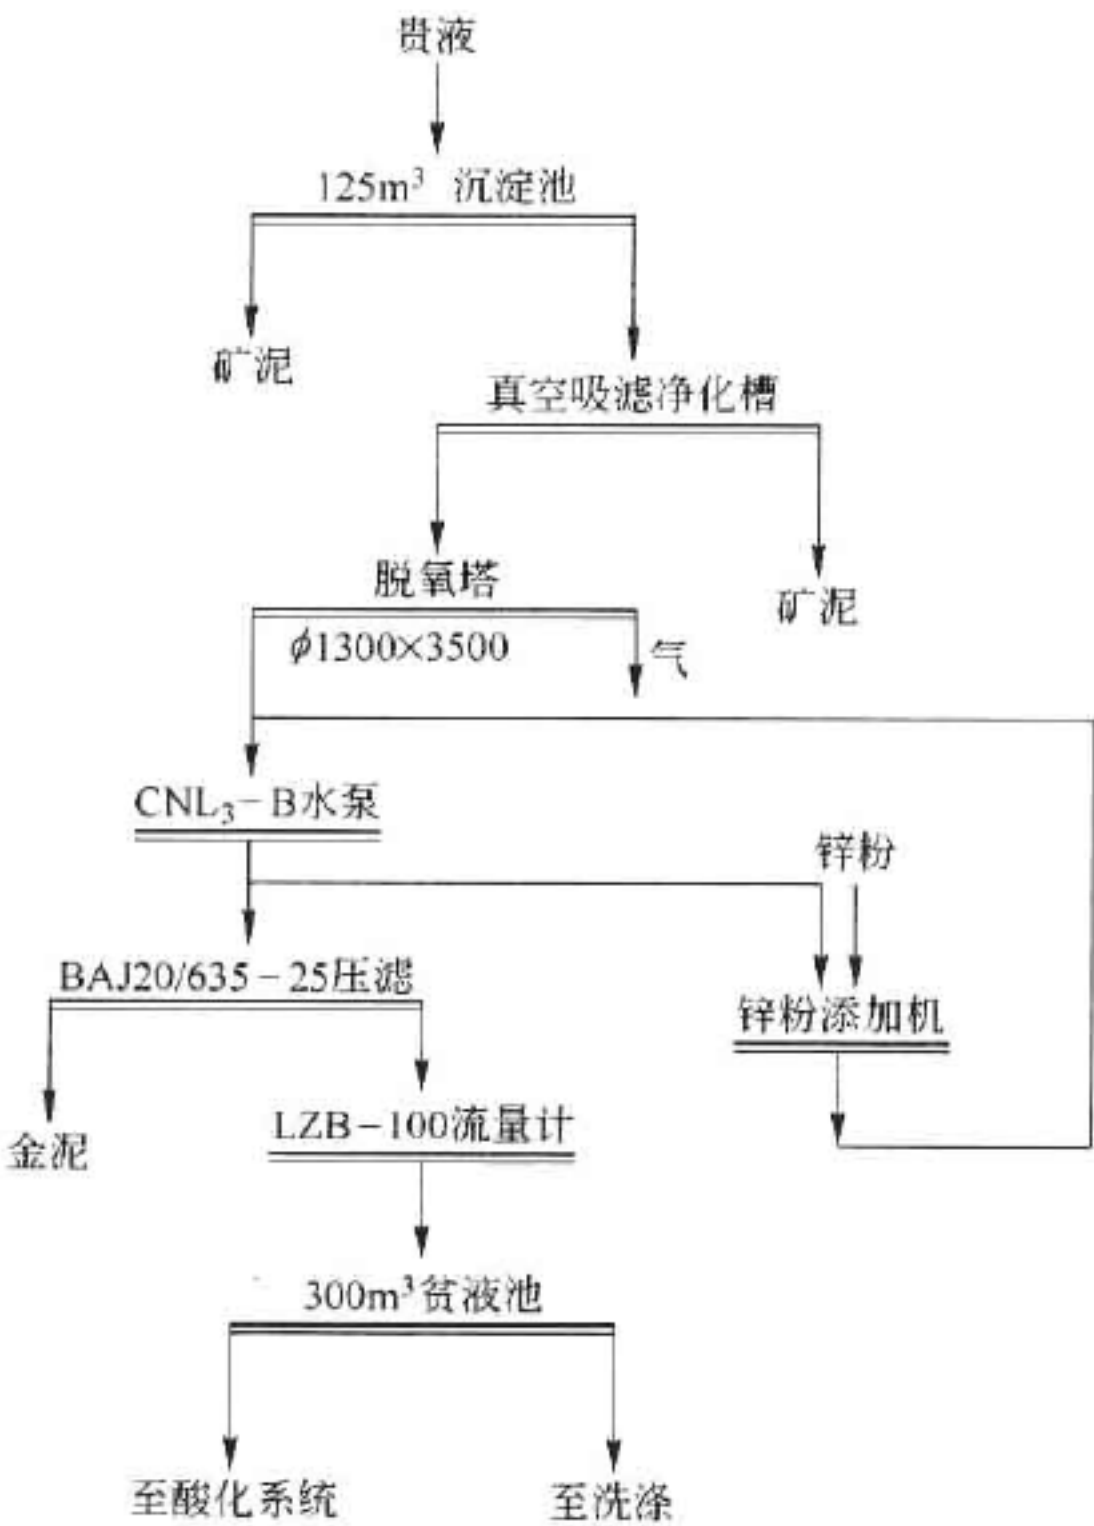 贵液
125m³ 沉淀池
矿泥
真空吸滤净化槽
脱氧塔
矿泥
ϕ1300×3500
气
CNL₃-B水泵
锌粉
BAJ20/635-25压滤
锌粉添加机
LZB-100流量计
金泥
300m³贫液池
至酸化系统
至洗涤